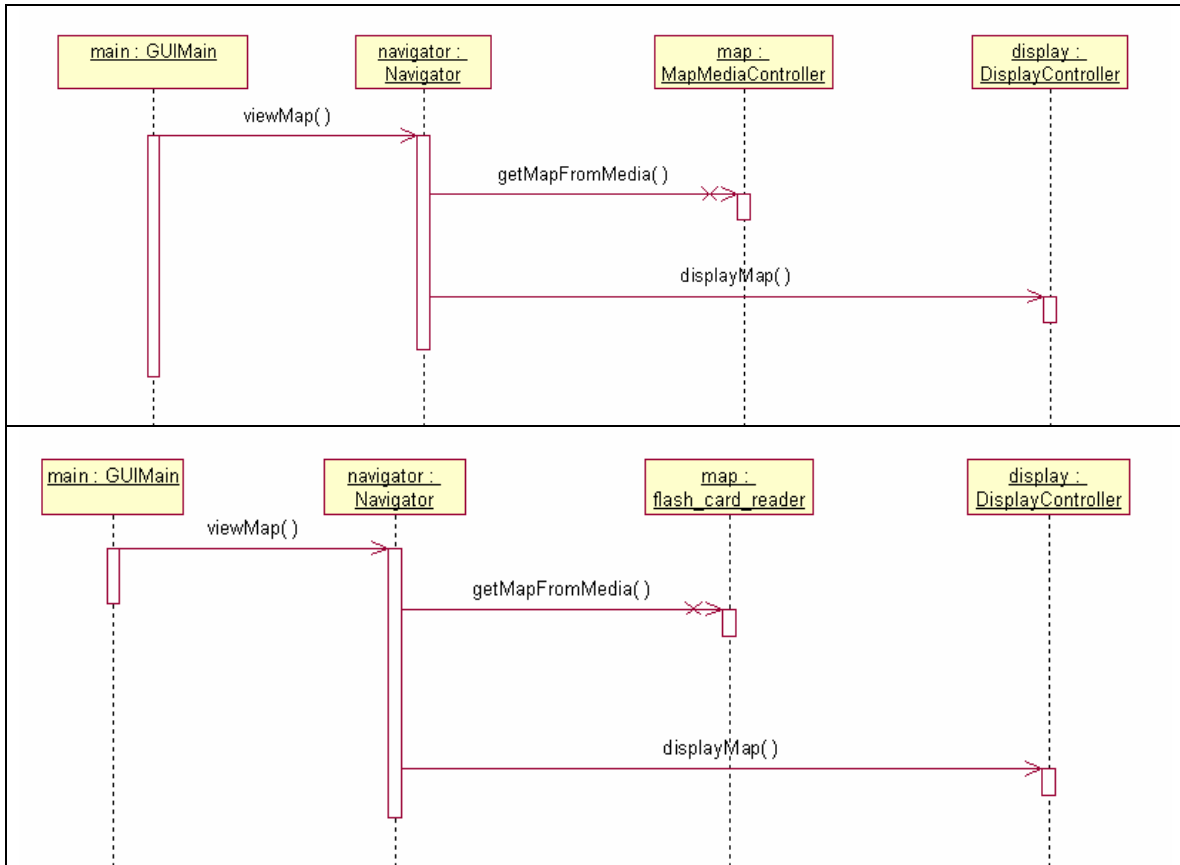 main : GUIMain
navigator :
Navigator
map :
MapMediaController
display :
DisplayController
viewMap( )
getMapFromMedia( )
displayMap( )
main : GUIMain
navigator :
Navigator
map :
flash_card_reader
display :
DisplayController
viewMap( )
getMapFromMedia( )
displayMap( )